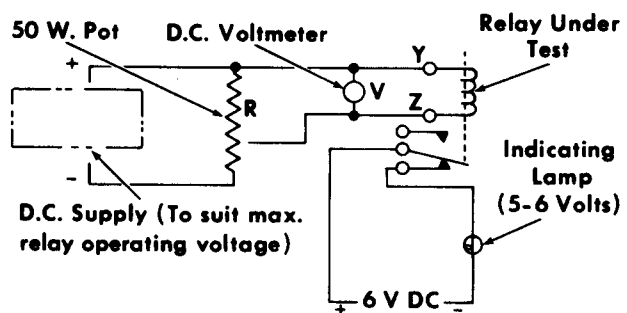 50 W. Pot
D.C. Voltmeter
Relay Under
Test
+
Y
R
V
Z
Indicating
Lamp
(5-6 Volts)
-
D.C. Supply (To suit max.
relay operating voltage)
+ 6 V DC -